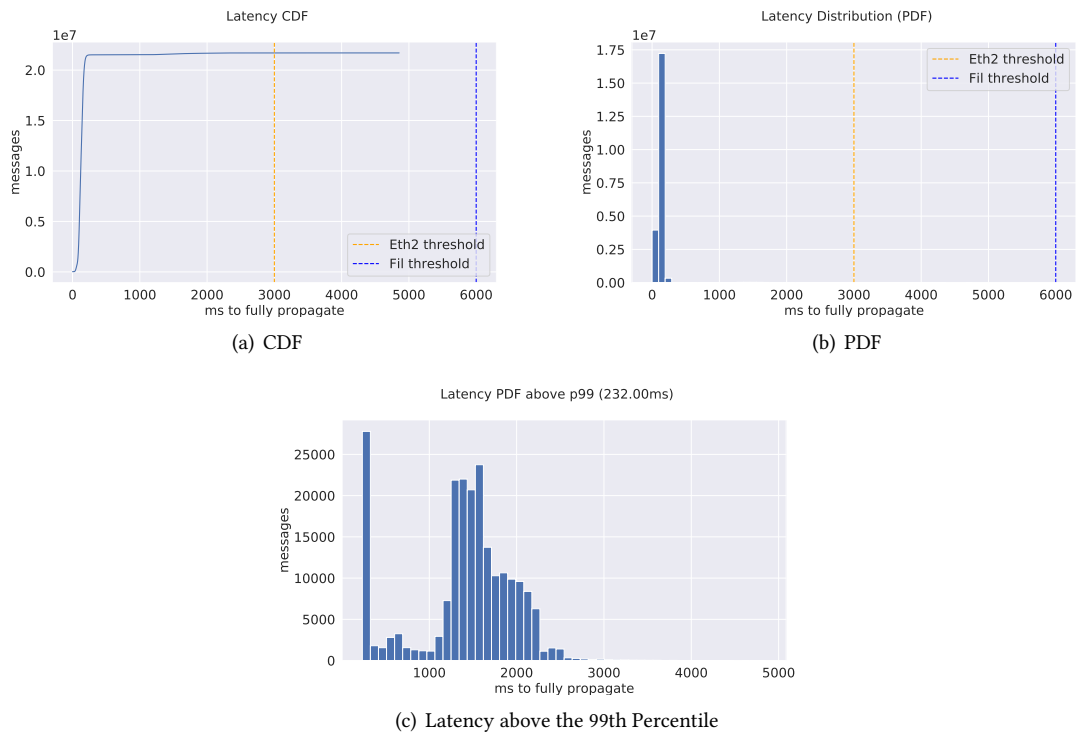 Latency CDF
1e7
2.0
1.5
1.0
0.5
0.0
messages
0 1000 2000 3000 4000 5000 6000
ms to fully propagate
Eth2 threshold
Fil threshold
(a) CDF
Latency Distribution (PDF)
1e7
1.75
1.50
1.25
1.00
0.75
0.50
0.25
0.00
messages
0 1000 2000 3000 4000 5000 6000
ms to fully propagate
Eth2 threshold
Fil threshold
(b) PDF
Latency PDF above p99 (232.00ms)
25000
20000
15000
10000
5000
0
messages
1000 2000 3000 4000 5000
ms to fully propagate
(c) Latency above the 99th Percentile